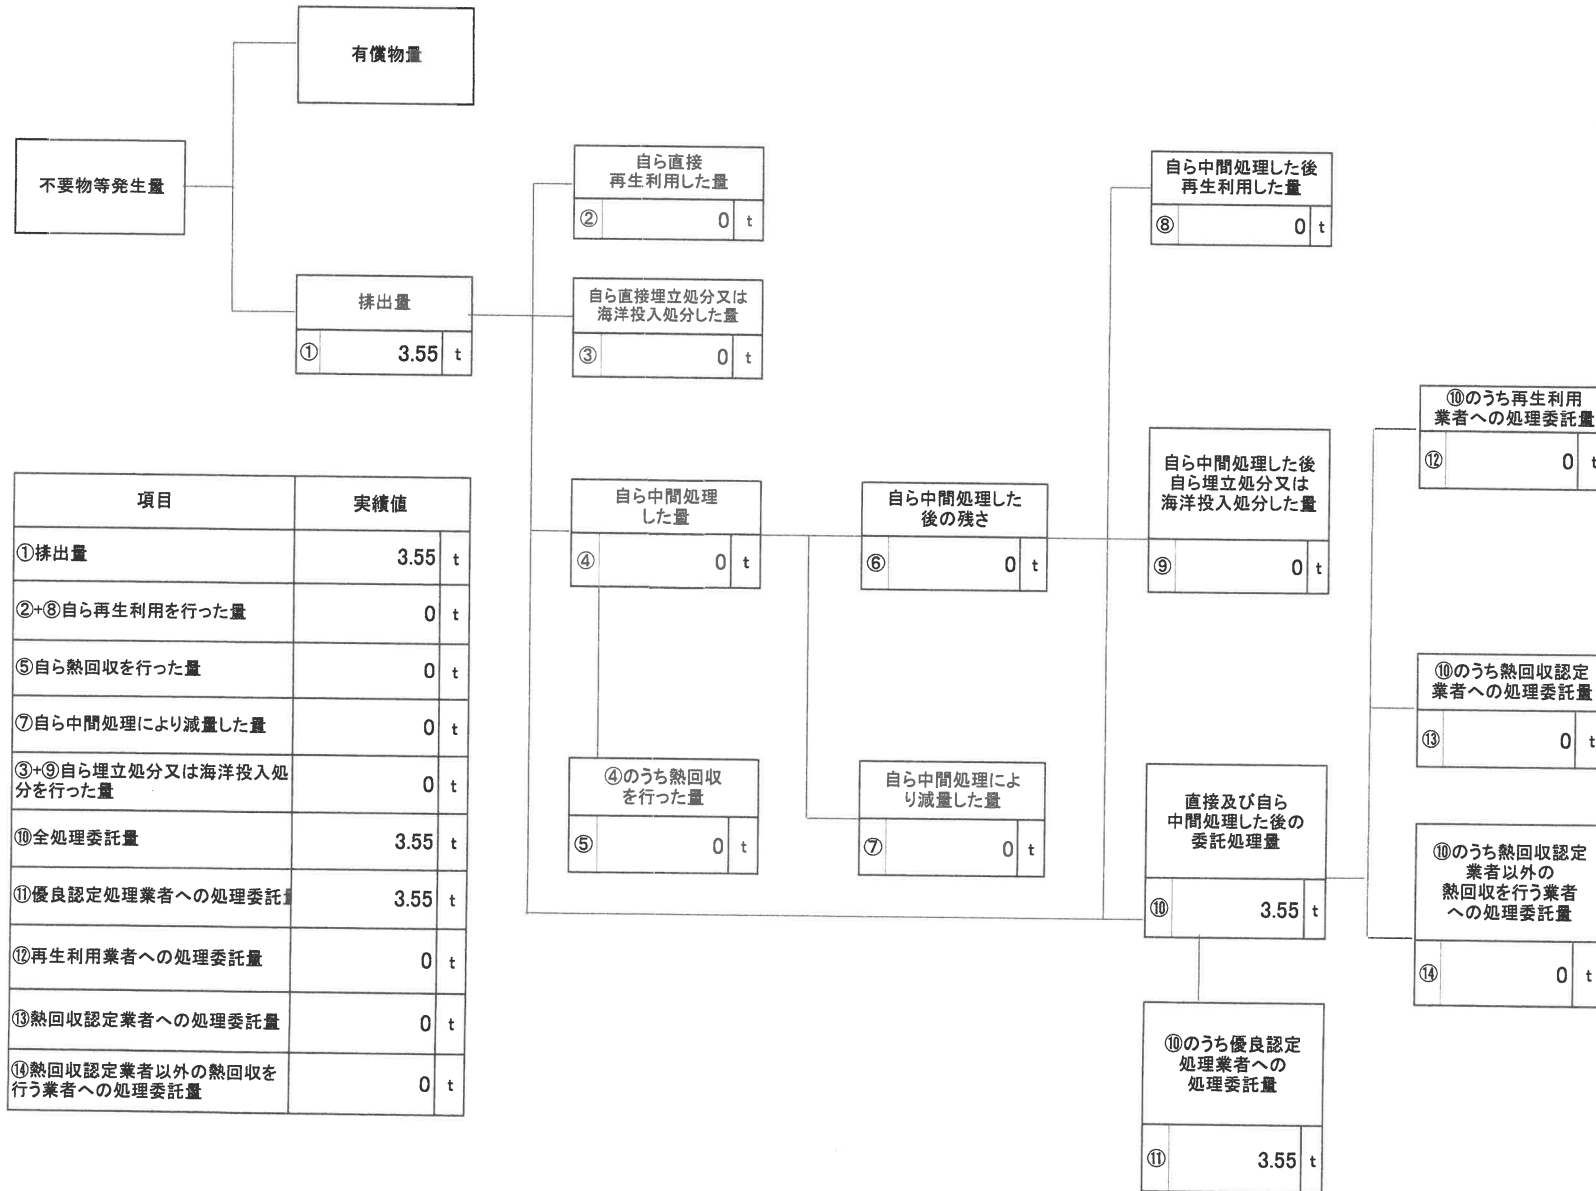 有償物量
不要物等発生量
自ら直接
再生利用した量
② 0 t
自ら中間処理した後
再生利用した量
⑧ 0 t
排出量
① 3.55 t
自ら直接埋立処分又は
海洋投入処分した量
③ 0 t
⑩のうち再生利用
業者への処理委託量
⑫ 0 t
自ら中間処理
した量
④ 0 t
自ら中間処理した
後の残さ
⑥ 0 t
自ら中間処理した後
自ら埋立処分又は
海洋投入処分した量
⑨ 0 t
⑩のうち熱回収認定
業者への処理委託量
⑬ 0 t
④のうち熱回収
を行った量
⑤ 0 t
自ら中間処理によ
り減量した量
⑦ 0 t
直接及び自ら
中間処理した後の
委託処理量
⑩ 3.55 t
⑩のうち熱回収認定
業者以外の
熱回収を行う業者
への処理委託量
⑭ 0 t
⑩のうち優良認定
処理業者への
処理委託量
⑪ 3.55 t
項目 実績値
①排出量 3.55 t
②+⑧自ら再生利用を行った量 0 t
⑤自ら熱回収を行った量 0 t
⑦自ら中間処理により減量した量 0 t
③+⑨自ら埋立処分又は海洋投入処
分を行った量 0 t
⑩全処理委託量 3.55 t
⑪優良認定処理業者への処理委託 3.55 t
⑫再生利用業者への処理委託量 0 t
⑬熱回収認定業者への処理委託量 0 t
⑭熱回収認定業者以外の熱回収を
行う業者への処理委託量 0 t